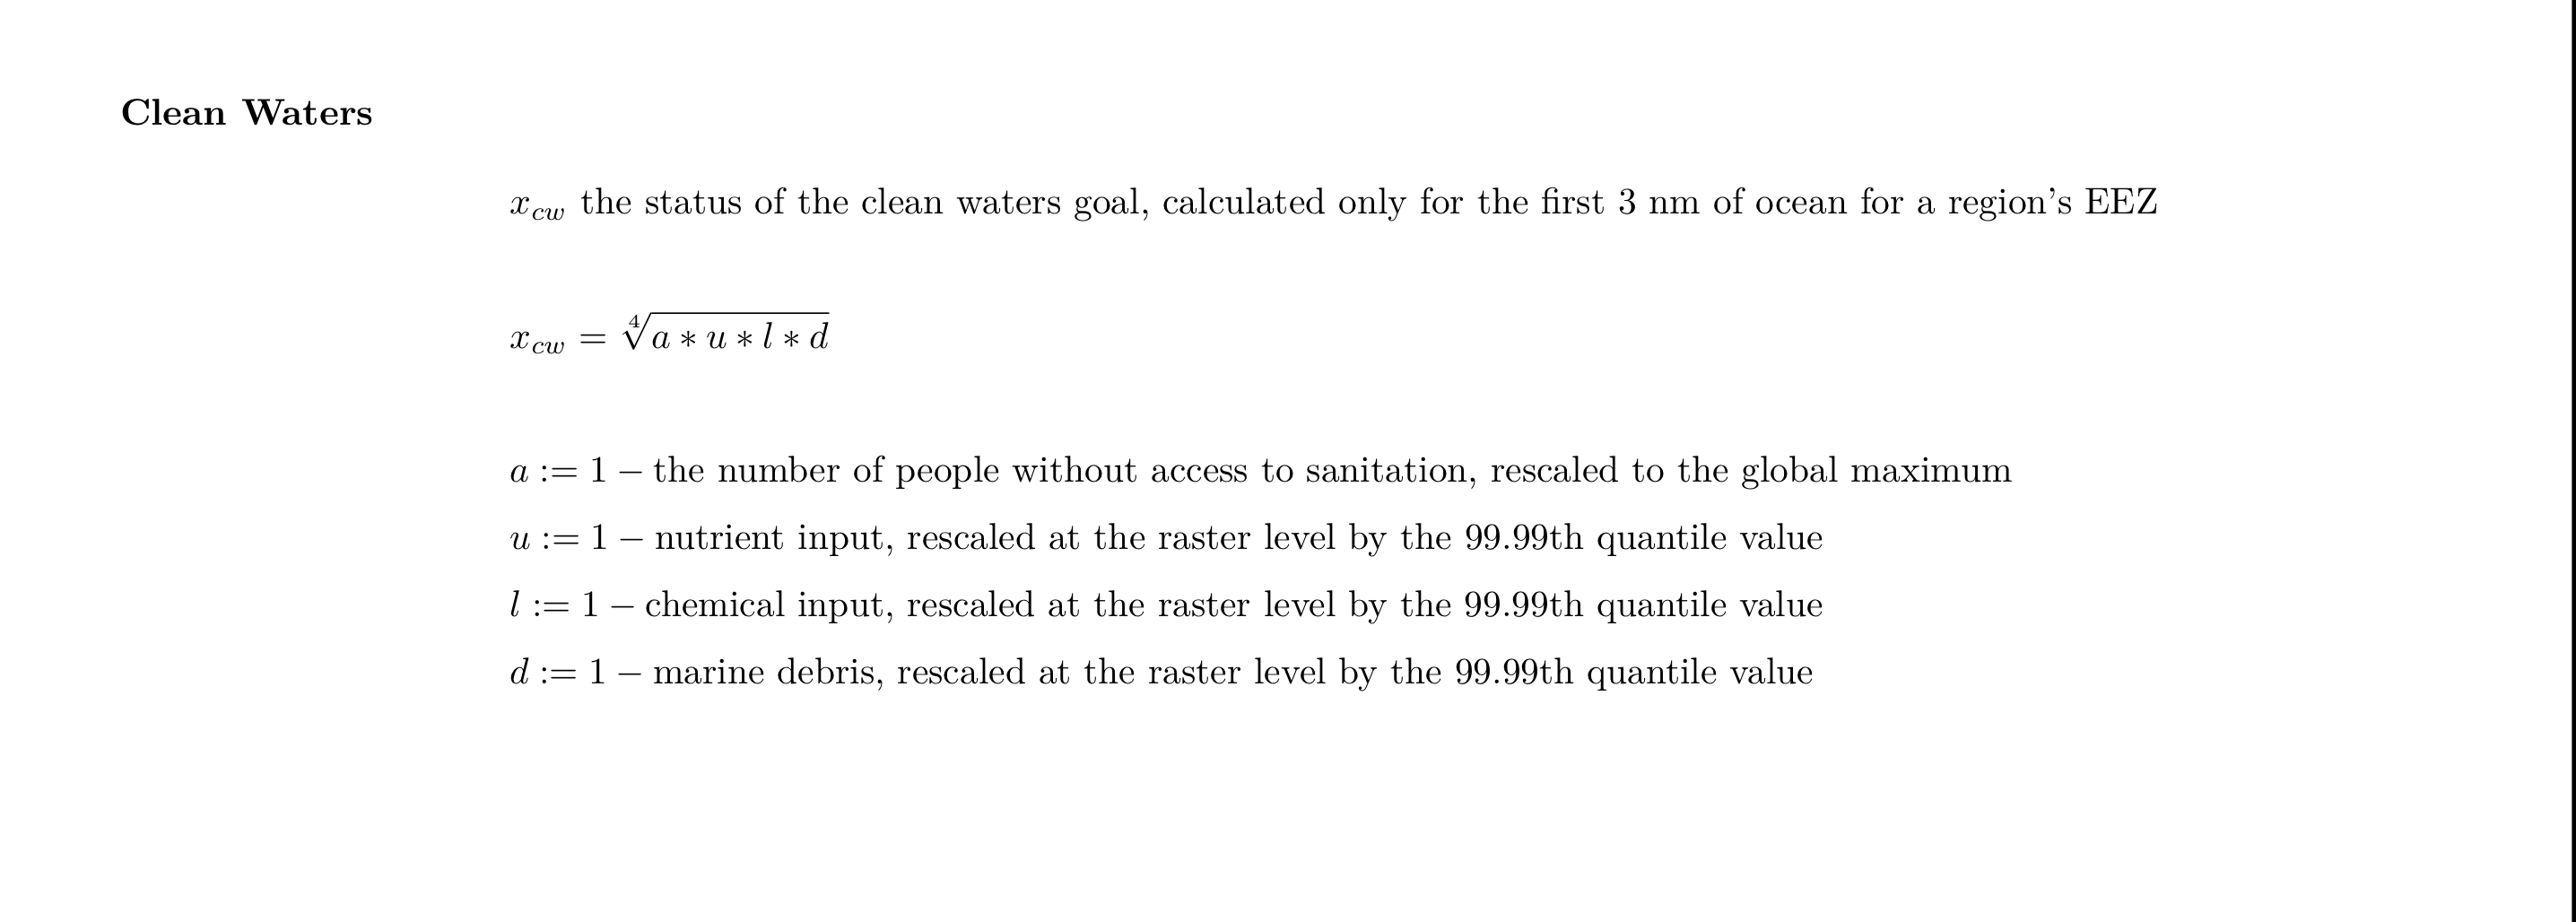 Clean Waters
x_{cw} the status of the clean waters goal, calculated only for the first 3 nm of ocean for a region's EEZ
x_{cw} = \sqrt[4]{a * u * l * d}
a := 1 − the number of people without access to sanitation, rescaled to the global maximum
u := 1 − nutrient input, rescaled at the raster level by the 99.99th quantile value
l := 1 − chemical input, rescaled at the raster level by the 99.99th quantile value
d := 1 − marine debris, rescaled at the raster level by the 99.99th quantile value